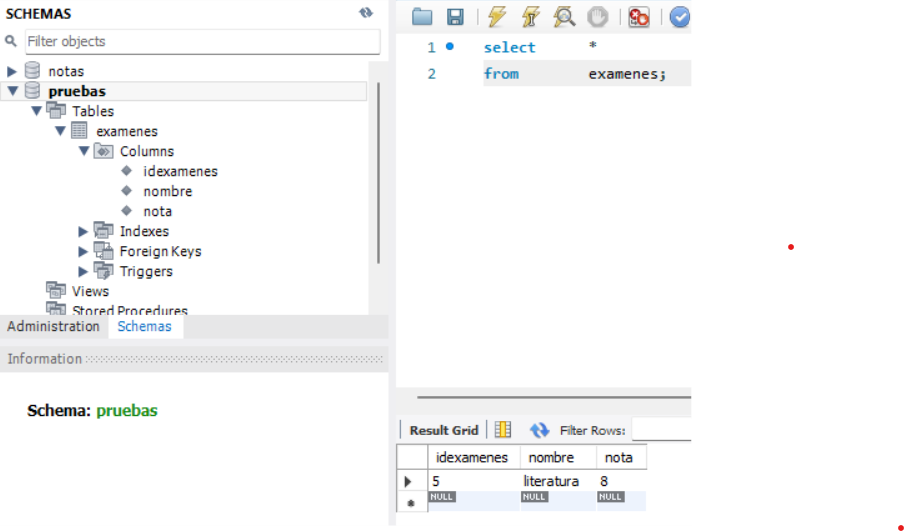 SCHEMAS
Filter objects
notas
pruebas
Tables
examenes
Columns
idexamenes
nombre
nota
Indexes
Foreign Keys
Triggers
Views
Stored Procedures
Administration Schemas
Information
Schema: pruebas
1 select *
2 from examenes;
Result Grid Filter Rows:
idexamenes nombre nota
5 literatura 8
NULL NULL NULL